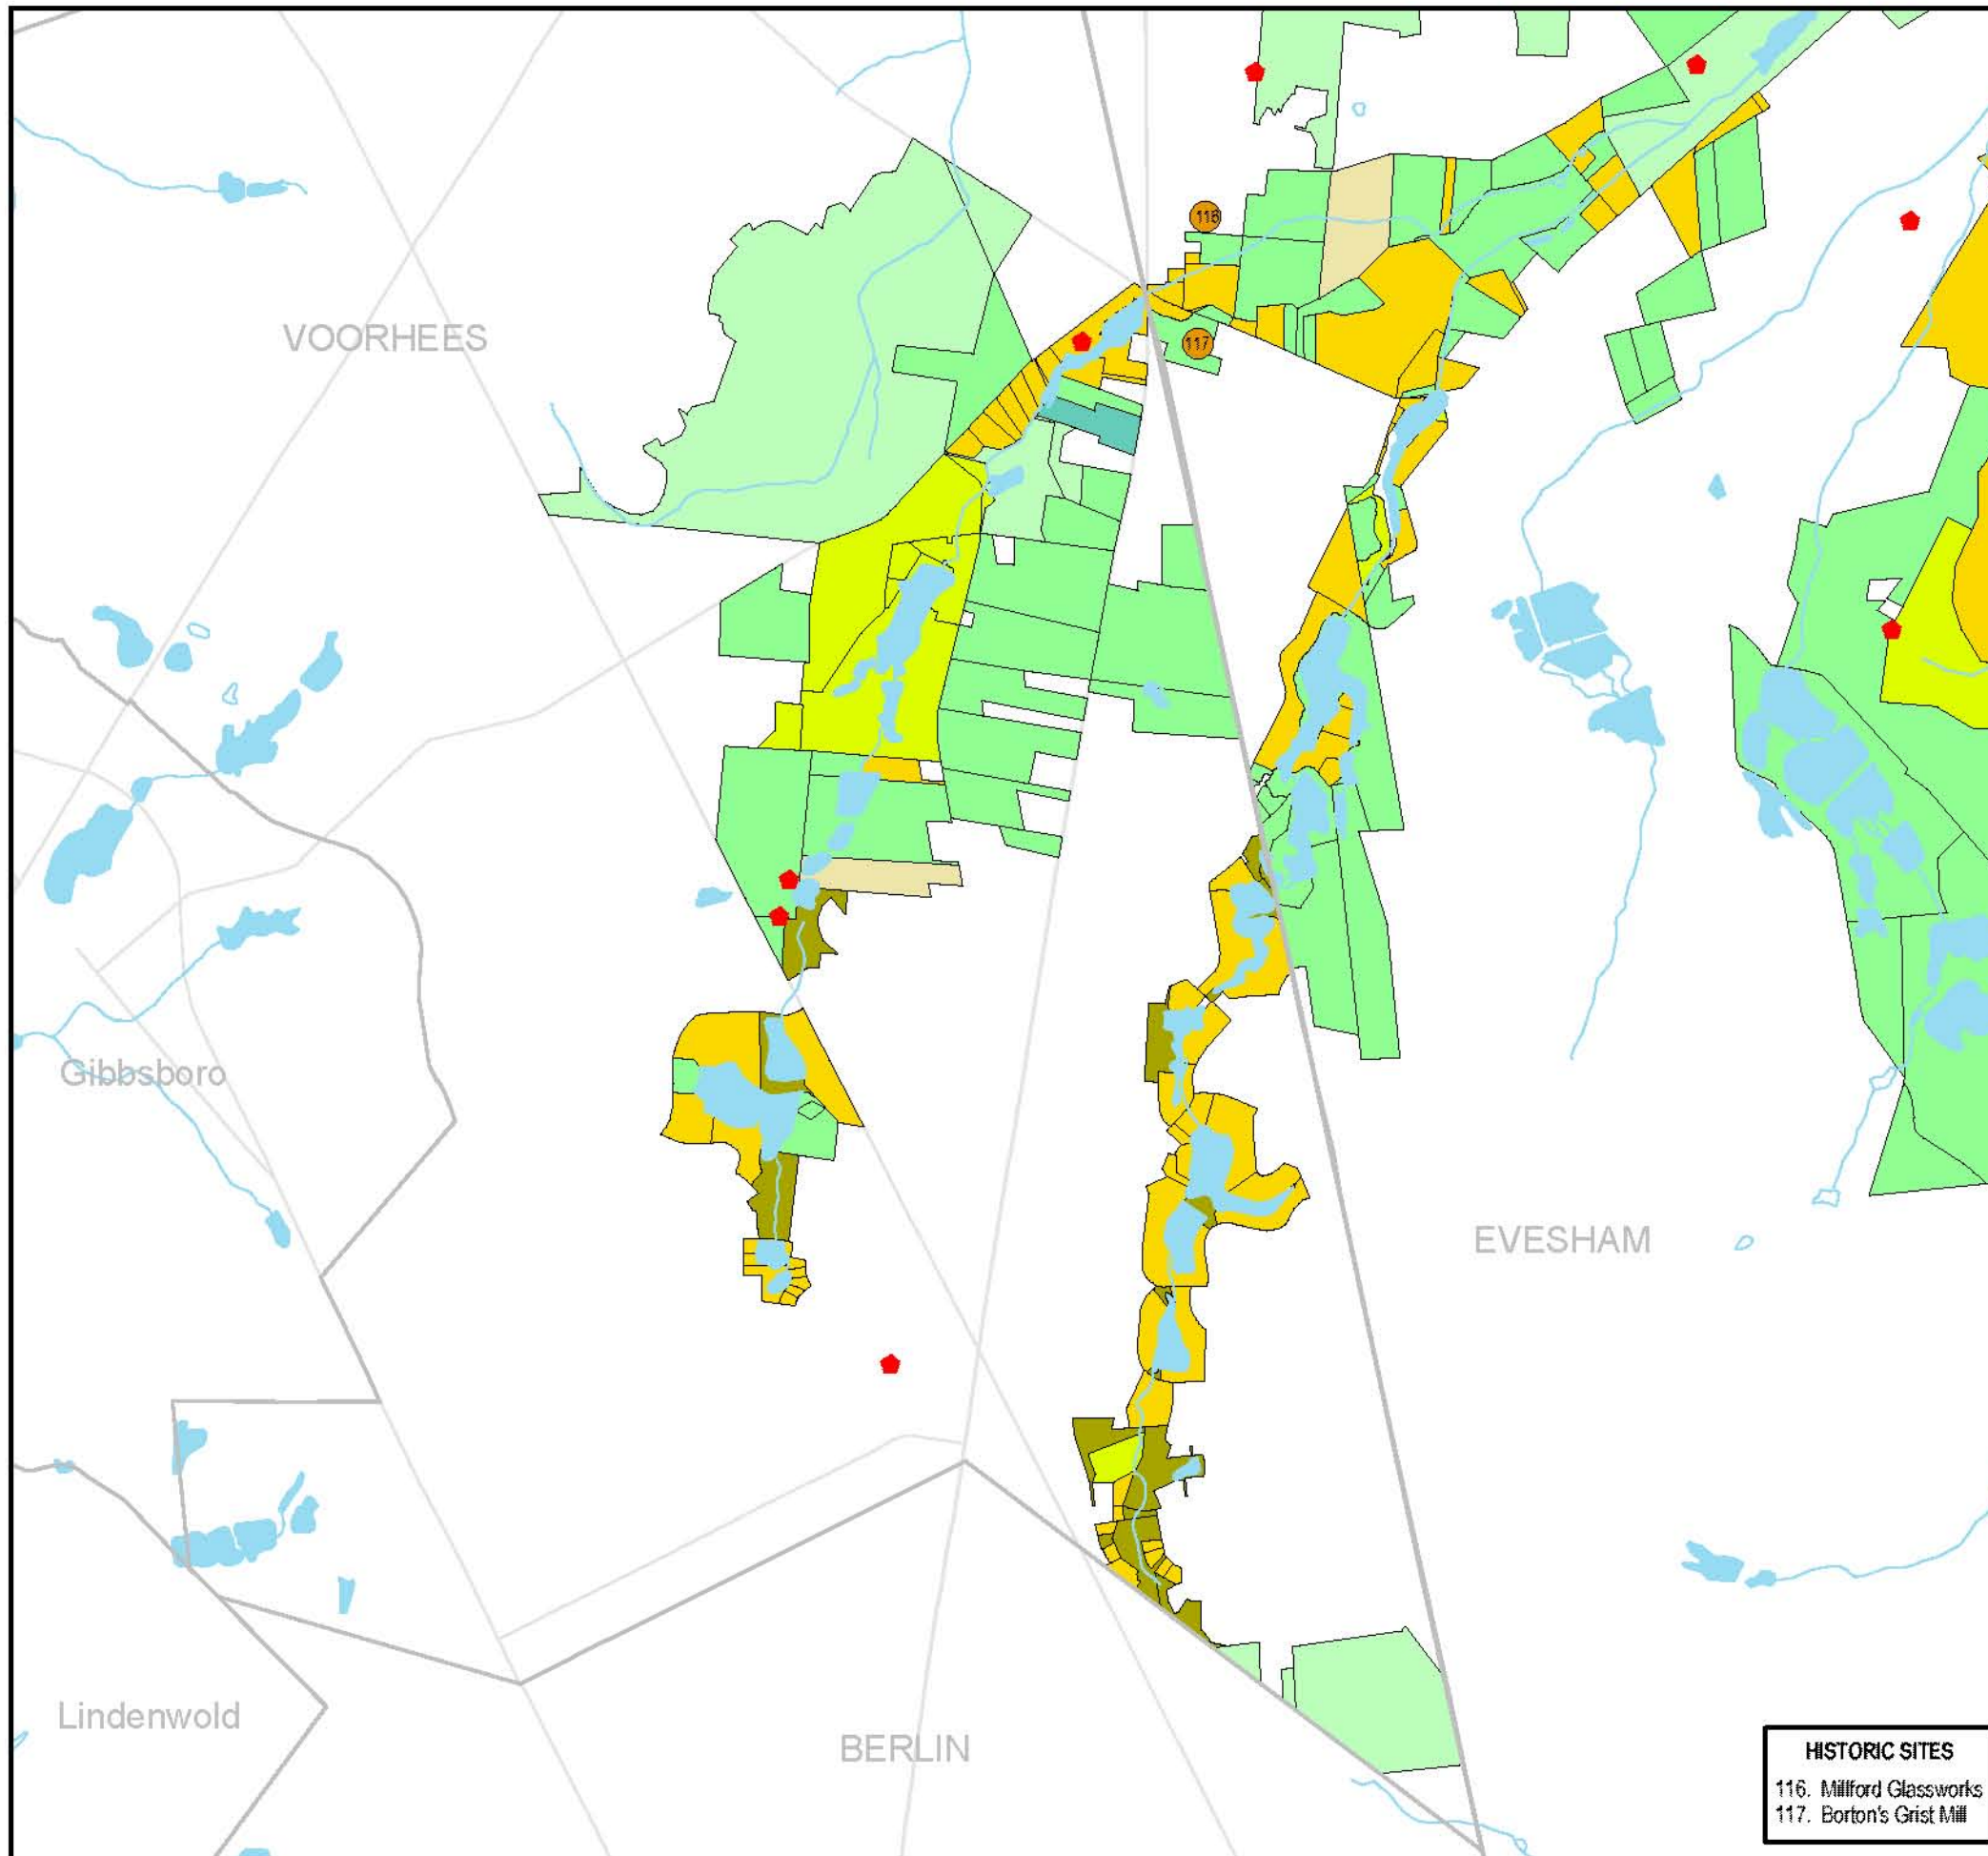 116
117
VOORHEES
Gibbsboro
EVESHAM
Lindenwold
BERLIN
HISTORIC SITES
116. Millford Glassworks
117. Borton's Grist Mill